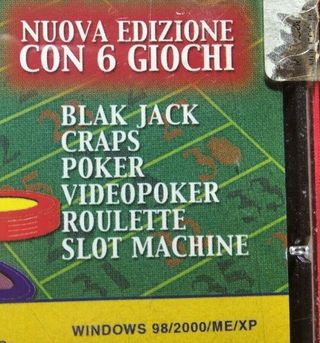 NUOVA EDIZIONE
CON 6 GIOCHI
BLAK JACK
CRAPS
POKER
VIDEOPOKER
ROULETTE
SLOT MACHINE
WINDOWS 98/2000/ME/XP